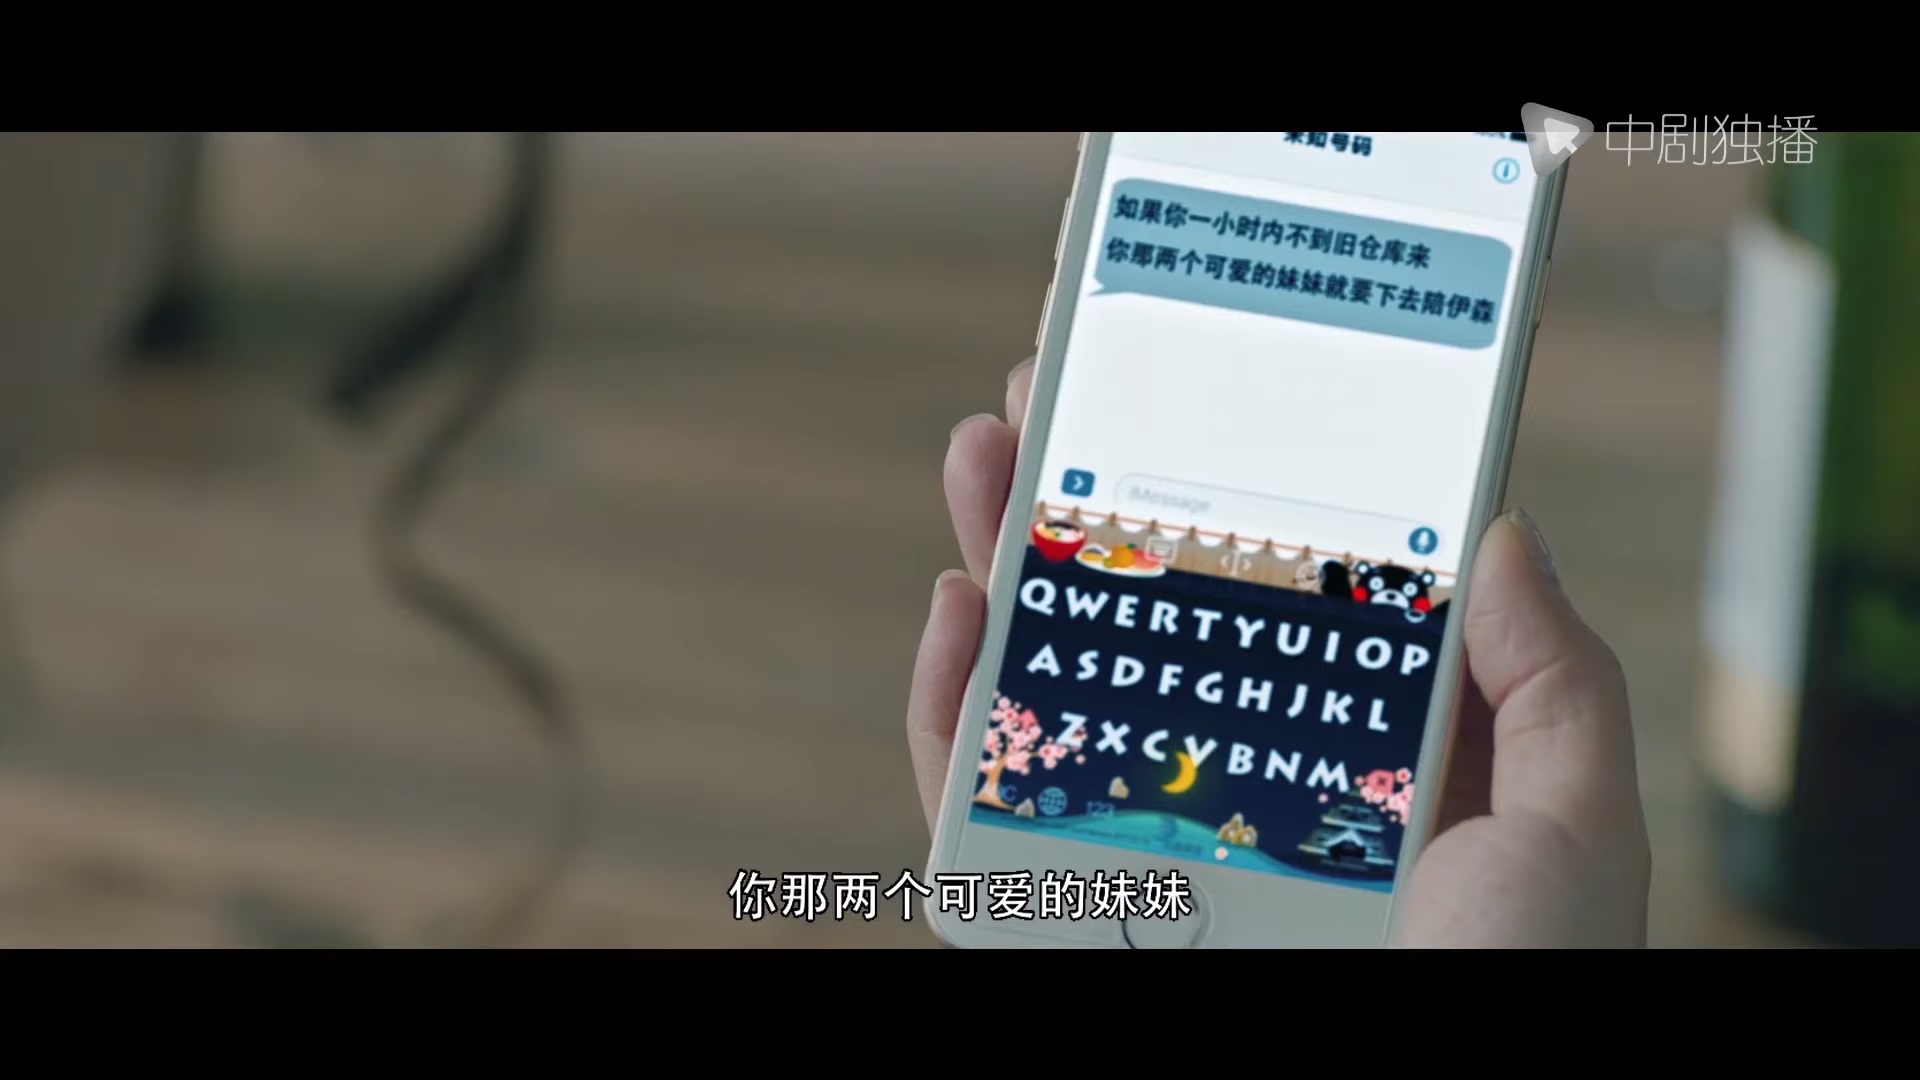 中剧独播
未知号码
如果你一小时内不到旧仓库来
你那两个可爱的妹妹就要下去陪伊森
iMessage
QWERTYUIOP
ASDFGHJKL
ZXCVBNM
123
你那两个可爱的妹妹